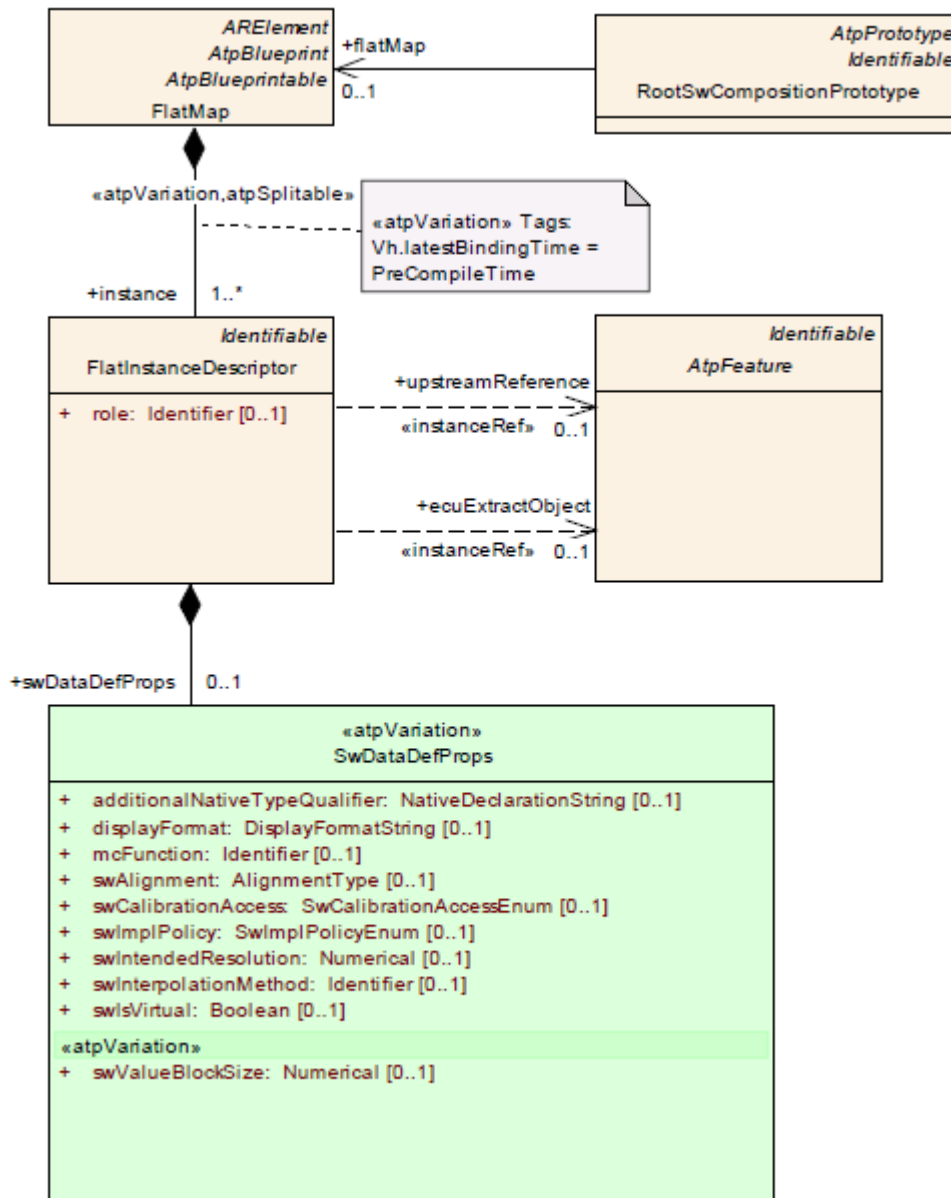 ARElement
AtpBlueprint
AtpBlueprintable
FlatMap
+flatMap
0..1
AtpPrototype
Identifiable
RootSwCompositionPrototype
«atpVariation,atpSplitable»
«atpVariation» Tags:
Vh.latestBindingTime =
PreCompileTime
+instance 1..*
Identifiable
FlatInstanceDescriptor
+ role: Identifier [0..1]
+upstreamReference
«instanceRef» 0..1
+ecuExtractObject
«instanceRef» 0..1
Identifiable
AtpFeature
+swDataDefProps 0..1
«atpVariation»
SwDataDefProps
+ additionalNativeTypeQualifier: NativeDeclarationString [0..1]
+ displayFormat: DisplayFormatString [0..1]
+ mcFunction: Identifier [0..1]
+ swAlignment: AlignmentType [0..1]
+ swCalibrationAccess: SwCalibrationAccessEnum [0..1]
+ swImplPolicy: SwImplPolicyEnum [0..1]
+ swIntendedResolution: Numerical [0..1]
+ swInterpolationMethod: Identifier [0..1]
+ swIsVirtual: Boolean [0..1]
«atpVariation»
+ swValueBlockSize: Numerical [0..1]